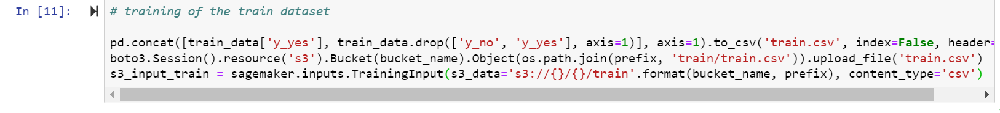 In [11]:
# training of the train dataset
pd.concat([train_data['y_yes'], train_data.drop(['y_no', 'y_yes'], axis=1)], axis=1).to_csv('train.csv', index=False, header=
boto3.Session().resource('s3').Bucket(bucket_name).Object(os.path.join(prefix, 'train/train.csv')).upload_file('train.csv')
s3_input_train = sagemaker.inputs.TrainingInput(s3_data='s3://{}/{}/train'.format(bucket_name, prefix), content_type='csv')